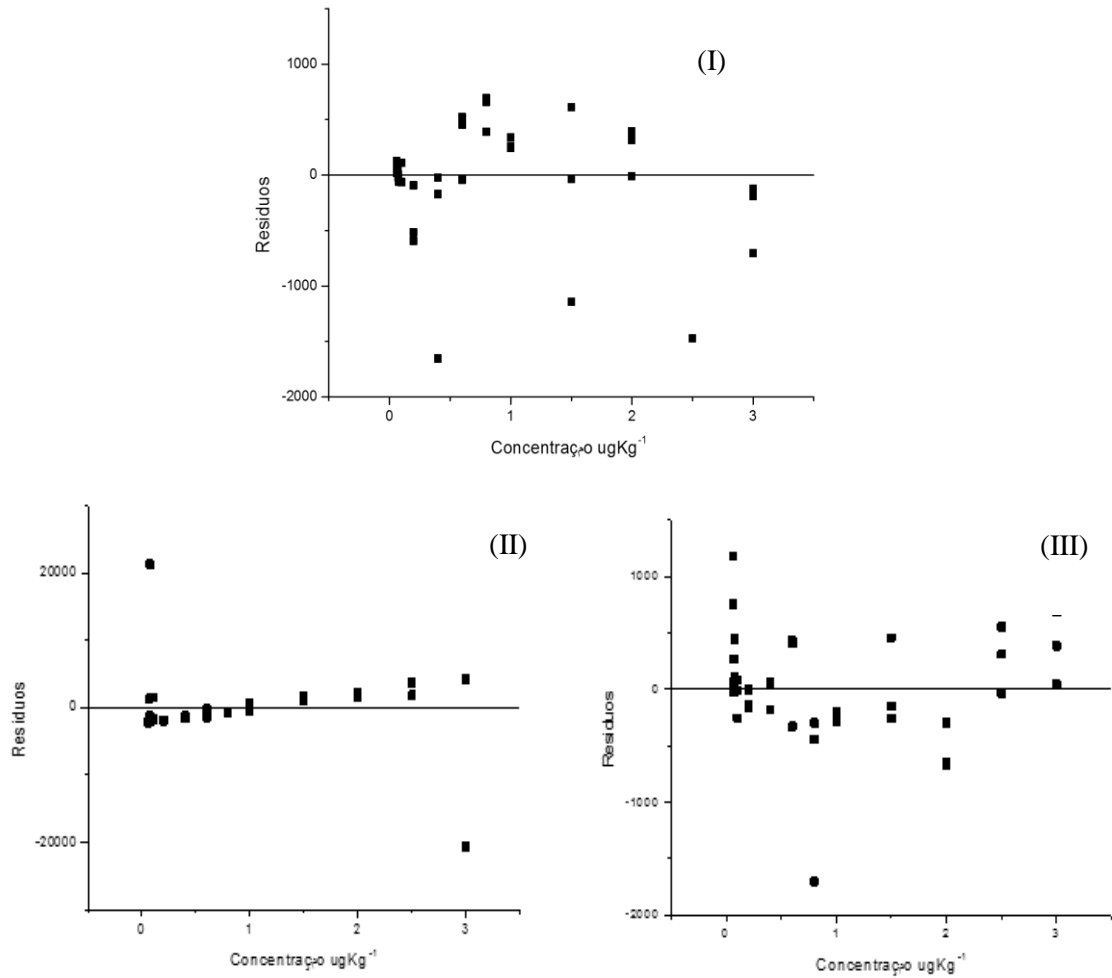 (I)
1000
0
-1000
-2000
Residuos
0
1
2
3
Concentraç
o ugKg-1
(II)
20000
0
-20000
Residuos
0
1
2
3
Concentraç
o ugKg-1
(III)
1000
0
-1000
-2000
Residuos
0
1
2
3
Concentraç
o ugKg-1